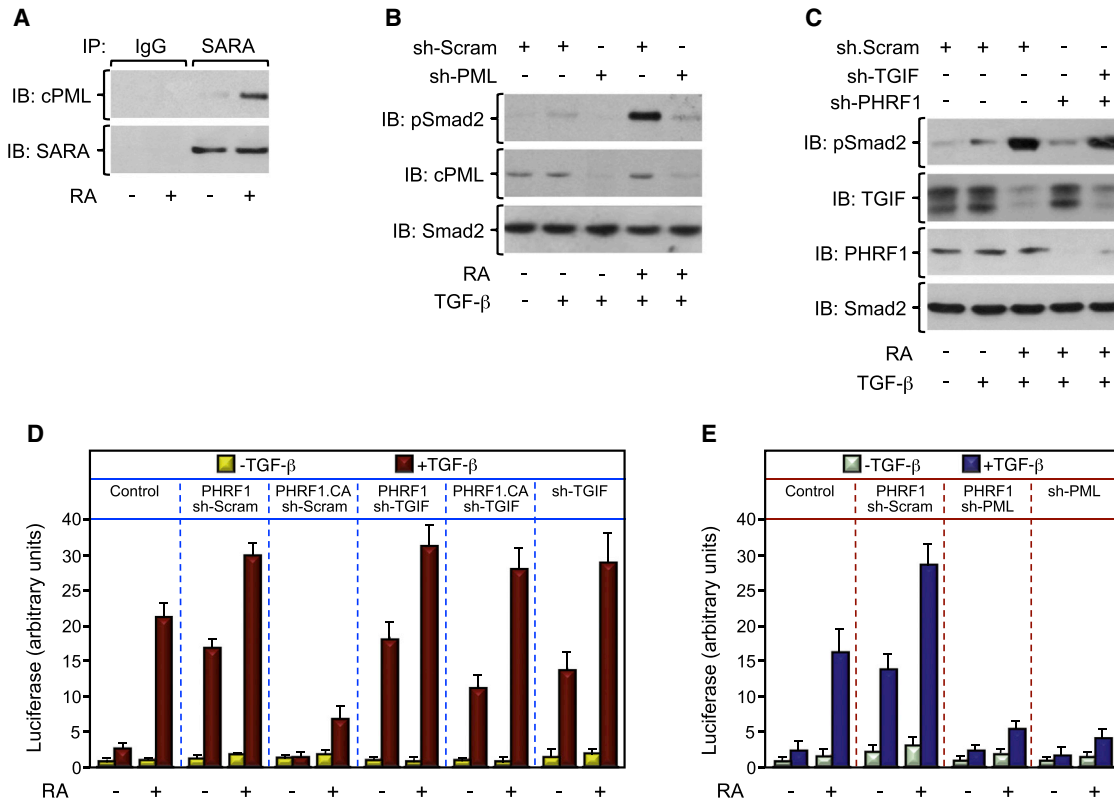 A
IP: IgG SARA
IB: cPML
IB: SARA
RA - + - +
B
sh-Scram + + - + -
sh-PML - - + - +
IB: pSmad2
IB: cPML
IB: Smad2
RA - - - + +
TGF-β - + + + +
C
sh.Scram + + + - -
sh-TGIF - - - - +
sh-PHRF1 - - - + +
IB: pSmad2
IB: TGIF
IB: PHRF1
IB: Smad2
RA - - + + +
TGF-β - + + + +
D
-TGF-β +TGF-β
Control PHRF1 sh-Scram PHRF1.CA sh-Scram PHRF1 sh-TGIF PHRF1.CA sh-TGIF sh-TGIF
Luciferase (arbitrary units)
40
30
25
20
15
10
5
0
RA - + - + - + - + - + - +
E
-TGF-β +TGF-β
Control PHRF1 sh-Scram PHRF1 sh-PML sh-PML
Luciferase (arbitrary units)
40
30
25
20
15
10
5
0
RA - + - + - + - +